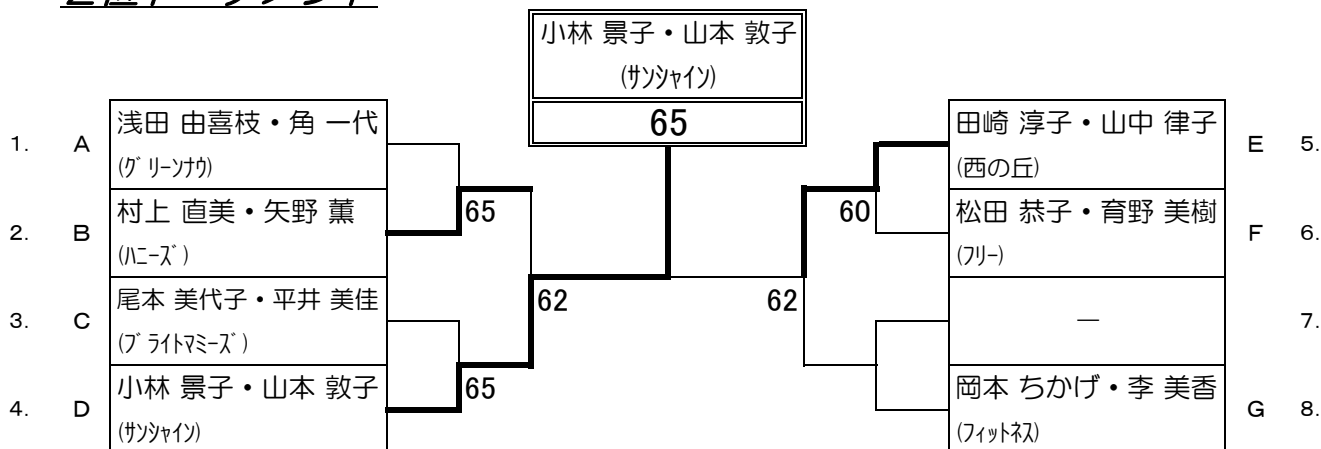 小林 景子・山本 敦子
(ｻﾝｼｬｲﾝ)
65
1. A 浅田 由喜枝・角 一代
(ｸﾞﾘｰﾝﾅｳ)
2. B 村上 直美・矢野 薫
(ﾊﾆｰｽﾞ)
65
3. C 尾本 美代子・平井 美佳
(ﾌﾞﾗｲﾄﾏﾐｰｽﾞ)
4. D 小林 景子・山本 敦子
(ｻﾝｼｬｲﾝ)
65
62
62
60
田崎 淳子・山中 律子 E 5.
(西の丘)
松田 恭子・育野 美樹 F 6.
(ﾌﾘｰ)
― 7.
岡本 ちかげ・李 美香 G 8.
(ﾌｨｯﾄﾈｽ)